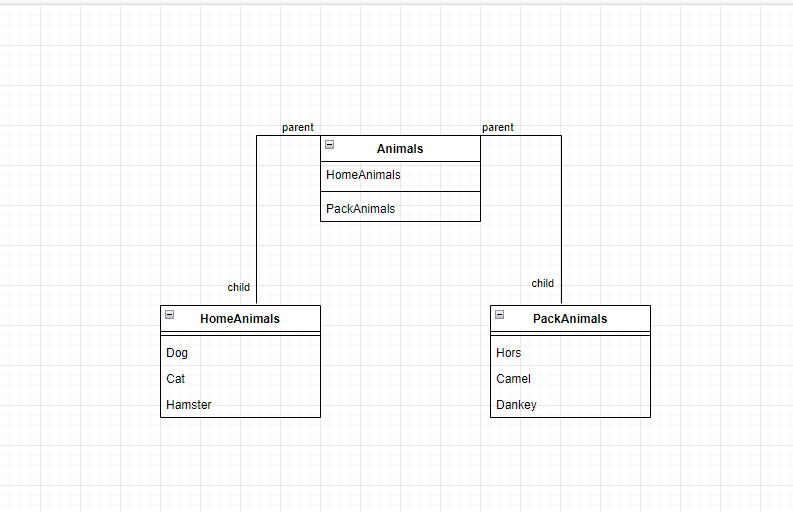 parent
parent
Animals
HomeAnimals
PackAnimals
child
child
HomeAnimals
Dog
Cat
Hamster
PackAnimals
Hors
Camel
Dankey